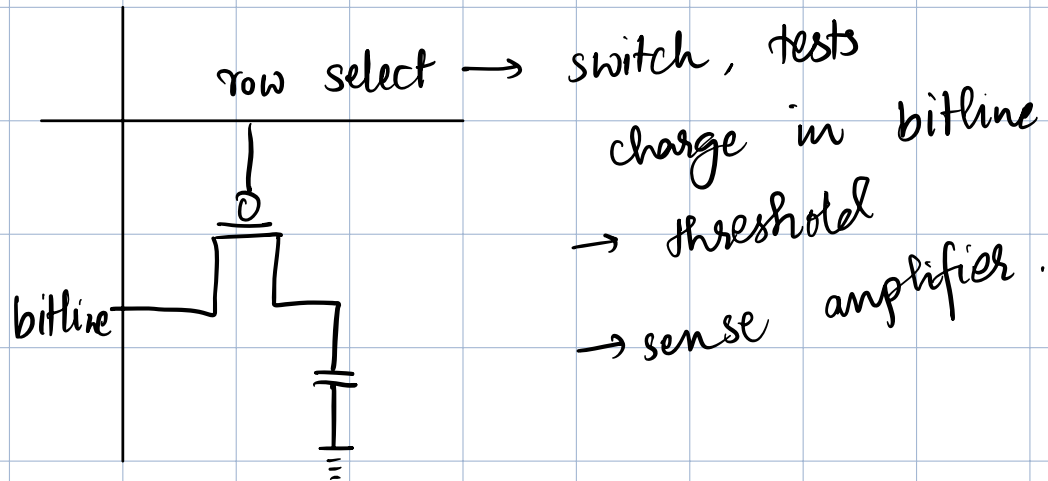 row select → switch, tests
charge in bitline
→ threshold
→ sense amplifier.
bitline